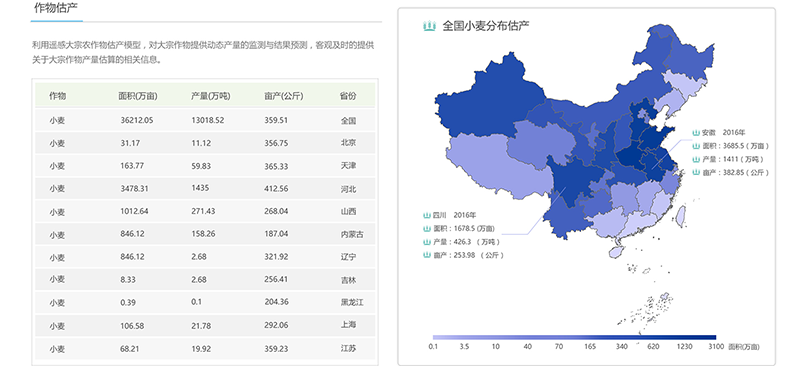 作物估产
利用遥感大宗农作物估产模型，对大宗作物提供动态产量的监测与结果预测，客观及时的提供
关于大宗作物产量估算的相关信息。
作物 面积(万亩) 产量(万吨) 亩产(公斤) 省份
小麦 36212.05 13018.52 359.51 全国
小麦 31.17 11.12 356.75 北京
小麦 163.77 59.83 365.33 天津
小麦 3478.31 1435 412.56 河北
小麦 1012.64 271.43 268.04 山西
小麦 846.12 158.26 187.04 内蒙古
小麦 846.12 2.68 321.92 辽宁
小麦 8.33 2.68 256.41 吉林
小麦 0.39 0.1 204.36 黑龙江
小麦 106.58 21.78 292.06 上海
小麦 68.21 19.92 359.23 江苏
全国小麦分布估产
安徽 2016年
面积：3685.5（万亩）
产量：1411（万吨）
亩产：382.85（公斤）
四川 2016年
面积：1678.5 (万亩)
产量：426.3 （万吨）
亩产：253.98 （公斤）
0.1 3.5 10 40 70 165 340 620 1230 3100 面积(万亩)